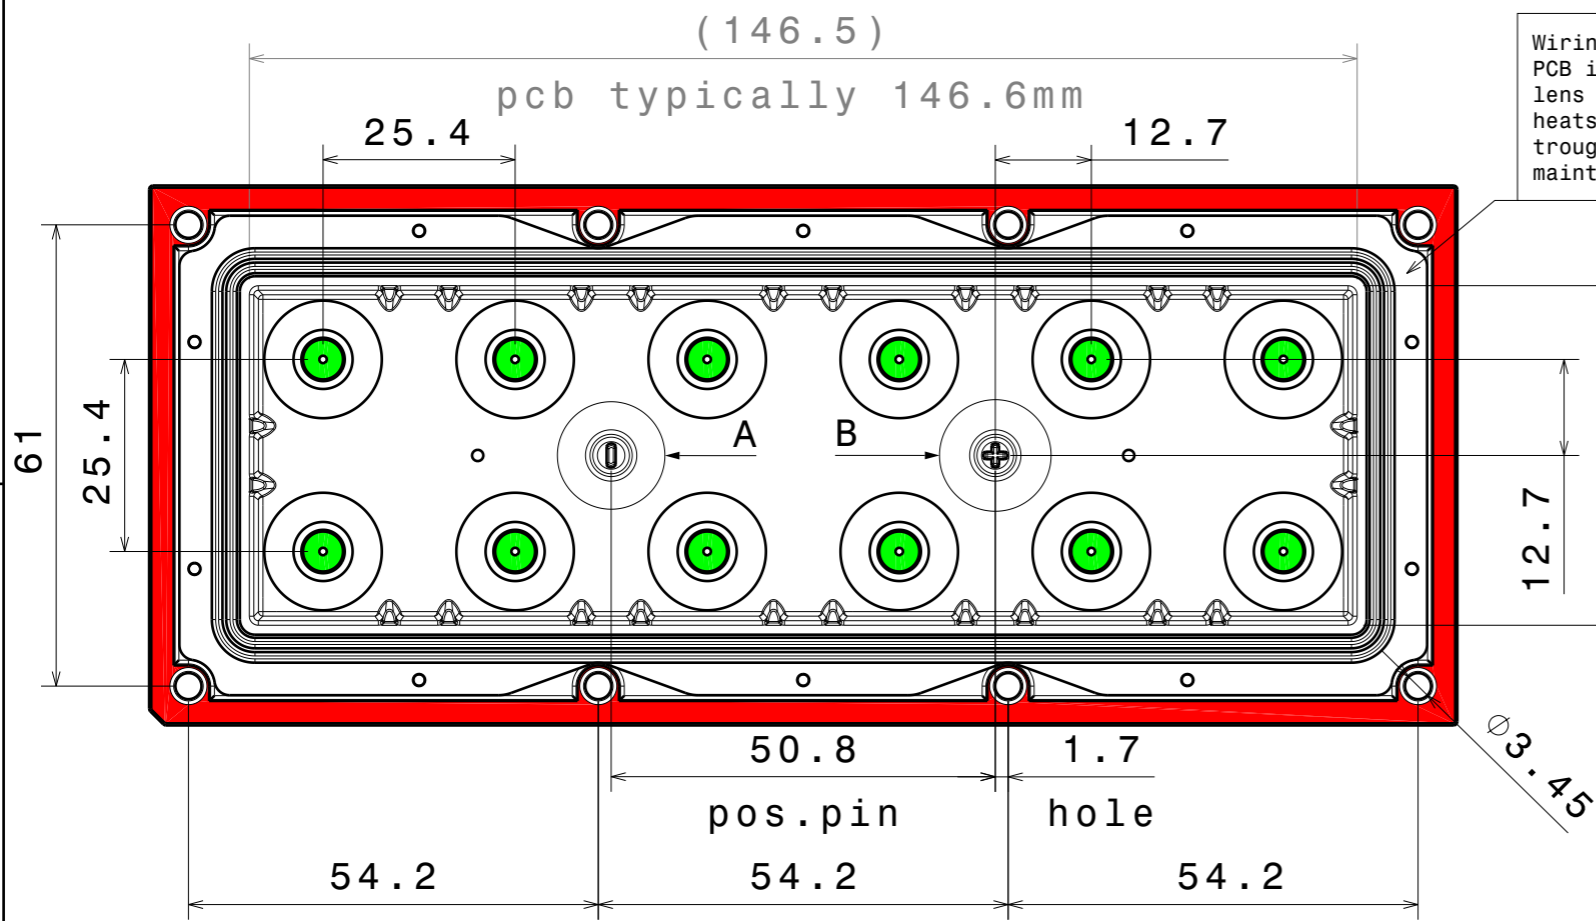 (146.5)
pcb typically 146.6mm
25.4
12.7
Wirin
PCB i
lens
heats
troug
maint
61
25.4
A
B
12.7
50.8
1.7
pos.pin
hole
⌀3.45
54.2
54.2
54.2